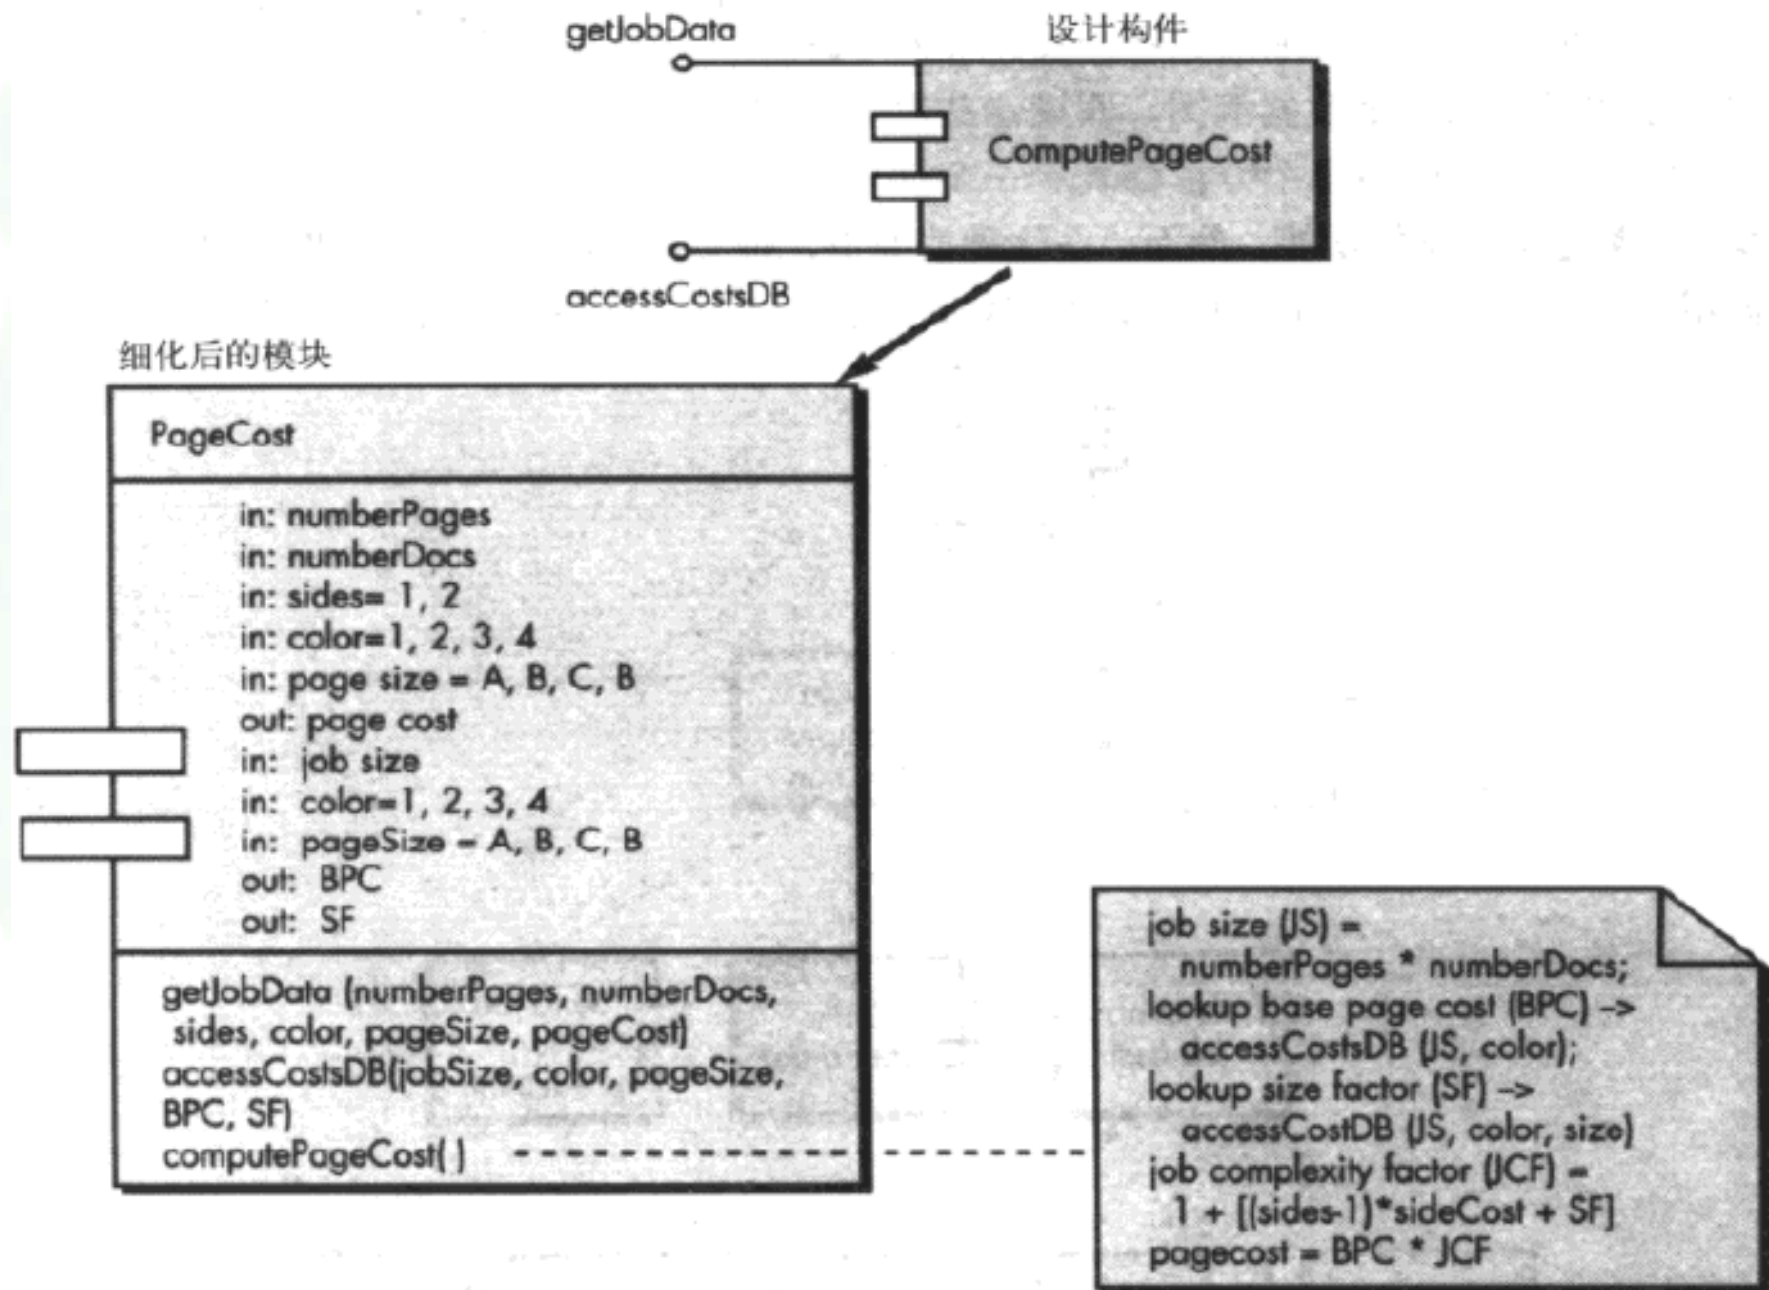 getJobData
设计构件
ComputePageCost
accessCostsDB
细化后的模块
PageCost
in: numberPages
in: numberDocs
in: sides= 1, 2
in: color=1, 2, 3, 4
in: page size = A, B, C, B
out: page cost
in: job size
in: color=1, 2, 3, 4
in: pageSize = A, B, C, B
out: BPC
out: SF
getJobData (numberPages, numberDocs,
sides, color, pageSize, pageCost)
accessCostsDB(jobSize, color, pageSize,
BPC, SF)
computePageCost( )
job size (JS) =
numberPages * numberDocs;
lookup base page cost (BPC) ->
accessCostsDB (JS, color);
lookup size factor (SF) ->
accessCostDB (JS, color, size)
job complexity factor (JCF) =
1 + [(sides-1)*sideCost + SF]
pagecost = BPC * JCF